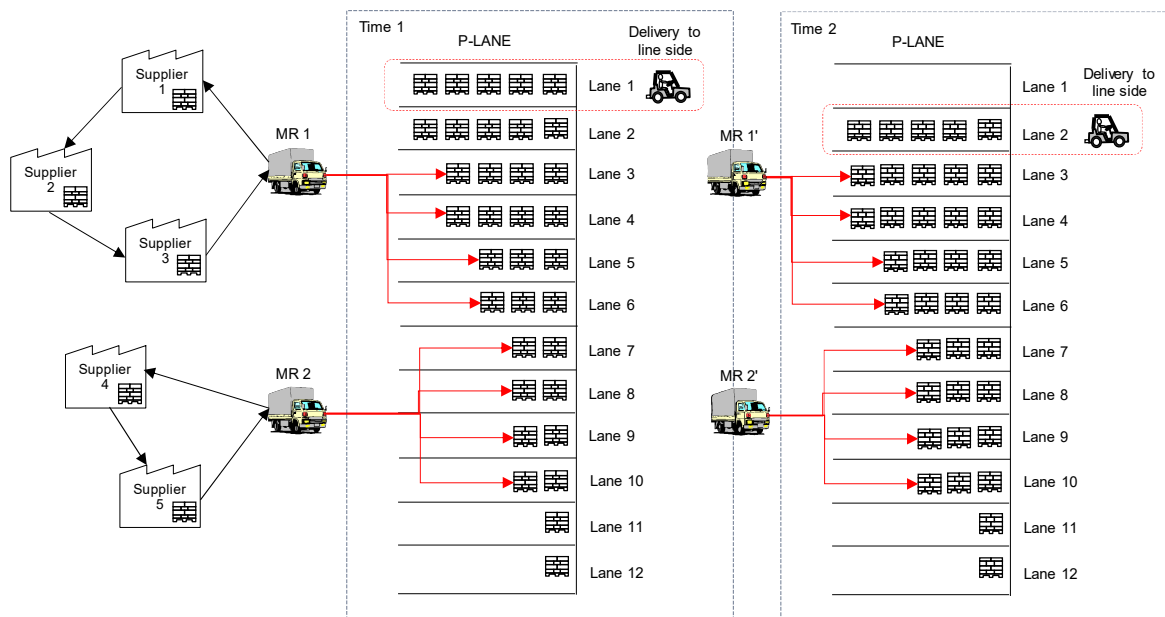 Supplier
1
Supplier
2
Supplier
3
MR 1
Supplier
4
Supplier
5
MR 2
Time 1
P-LANE
Delivery to
line side
Lane 1
Lane 2
Lane 3
Lane 4
Lane 5
Lane 6
Lane 7
Lane 8
Lane 9
Lane 10
Lane 11
Lane 12
MR 1'
MR 2'
Time 2
P-LANE
Delivery to
line side
Lane 1
Lane 2
Lane 3
Lane 4
Lane 5
Lane 6
Lane 7
Lane 8
Lane 9
Lane 10
Lane 11
Lane 12